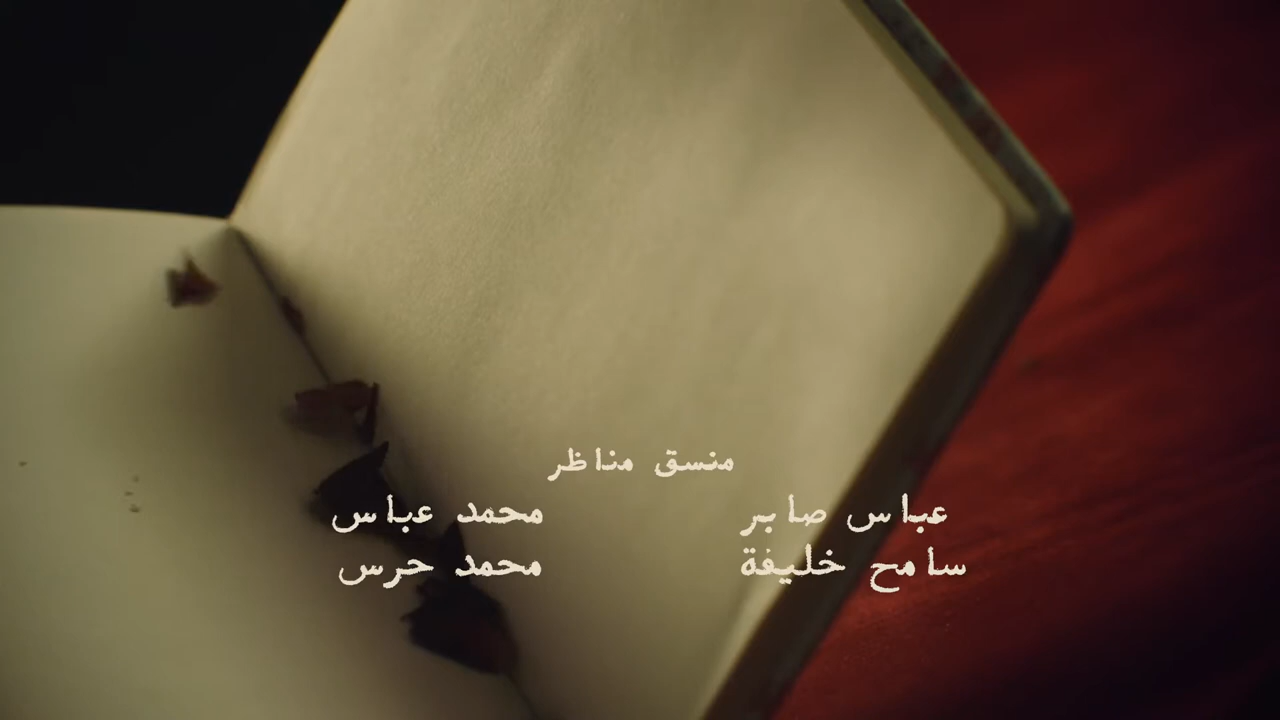 منسق مناظر
عباس صابر محمد عباس
سامح خليفة محمد حرس